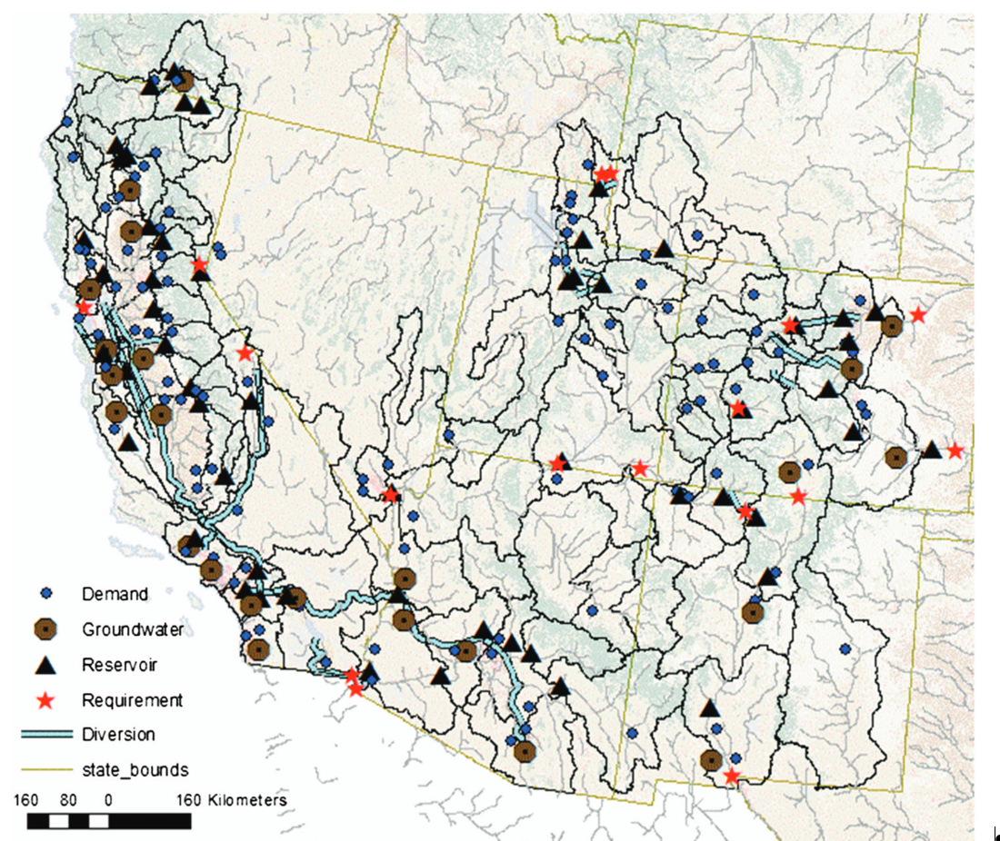 Demand
Groundwater
Reservoir
Requirement
Diversion
state_bounds
160 80 0 160 Kilometers